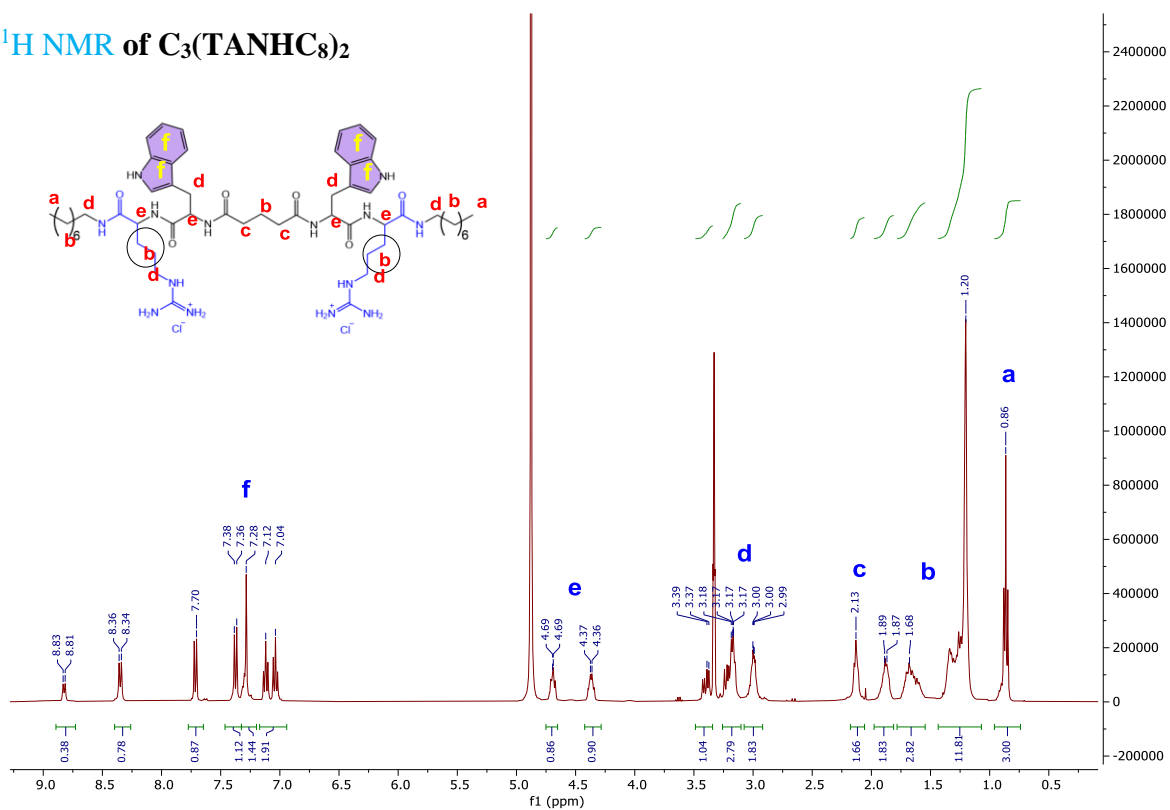 ¹H NMR of C₃(TANHC₈)₂
f f
f f
HN NH
d d
a d O e H N e N H O b O H N e O H N e O d b a
b 6 N H O c c N H O N H 6
b b
d d
NH HN
H₂N NH₂⁺ H₂N⁺ NH₂
Cl⁻ Cl⁻
f e d c b a
8.83 8.81 8.36 8.34 7.70 7.38 7.36 7.28 7.12 7.04 4.69 4.69 4.37 4.36 3.39 3.37 3.18 3.17 3.17 3.17 3.00 3.00 2.99 2.13 1.89 1.87 1.68 1.20 0.86
0.38 0.78 0.87 1.12 1.44 1.91 0.86 0.90 1.04 2.79 1.83 1.66 1.83 2.82 11.81 3.00
9.0 8.5 8.0 7.5 7.0 6.5 6.0 5.5 5.0 4.5 4.0 3.5 3.0 2.5 2.0 1.5 1.0 0.5
f1 (ppm)
2400000
2200000
2000000
1800000
1600000
1400000
1200000
1000000
800000
600000
400000
200000
0
-200000